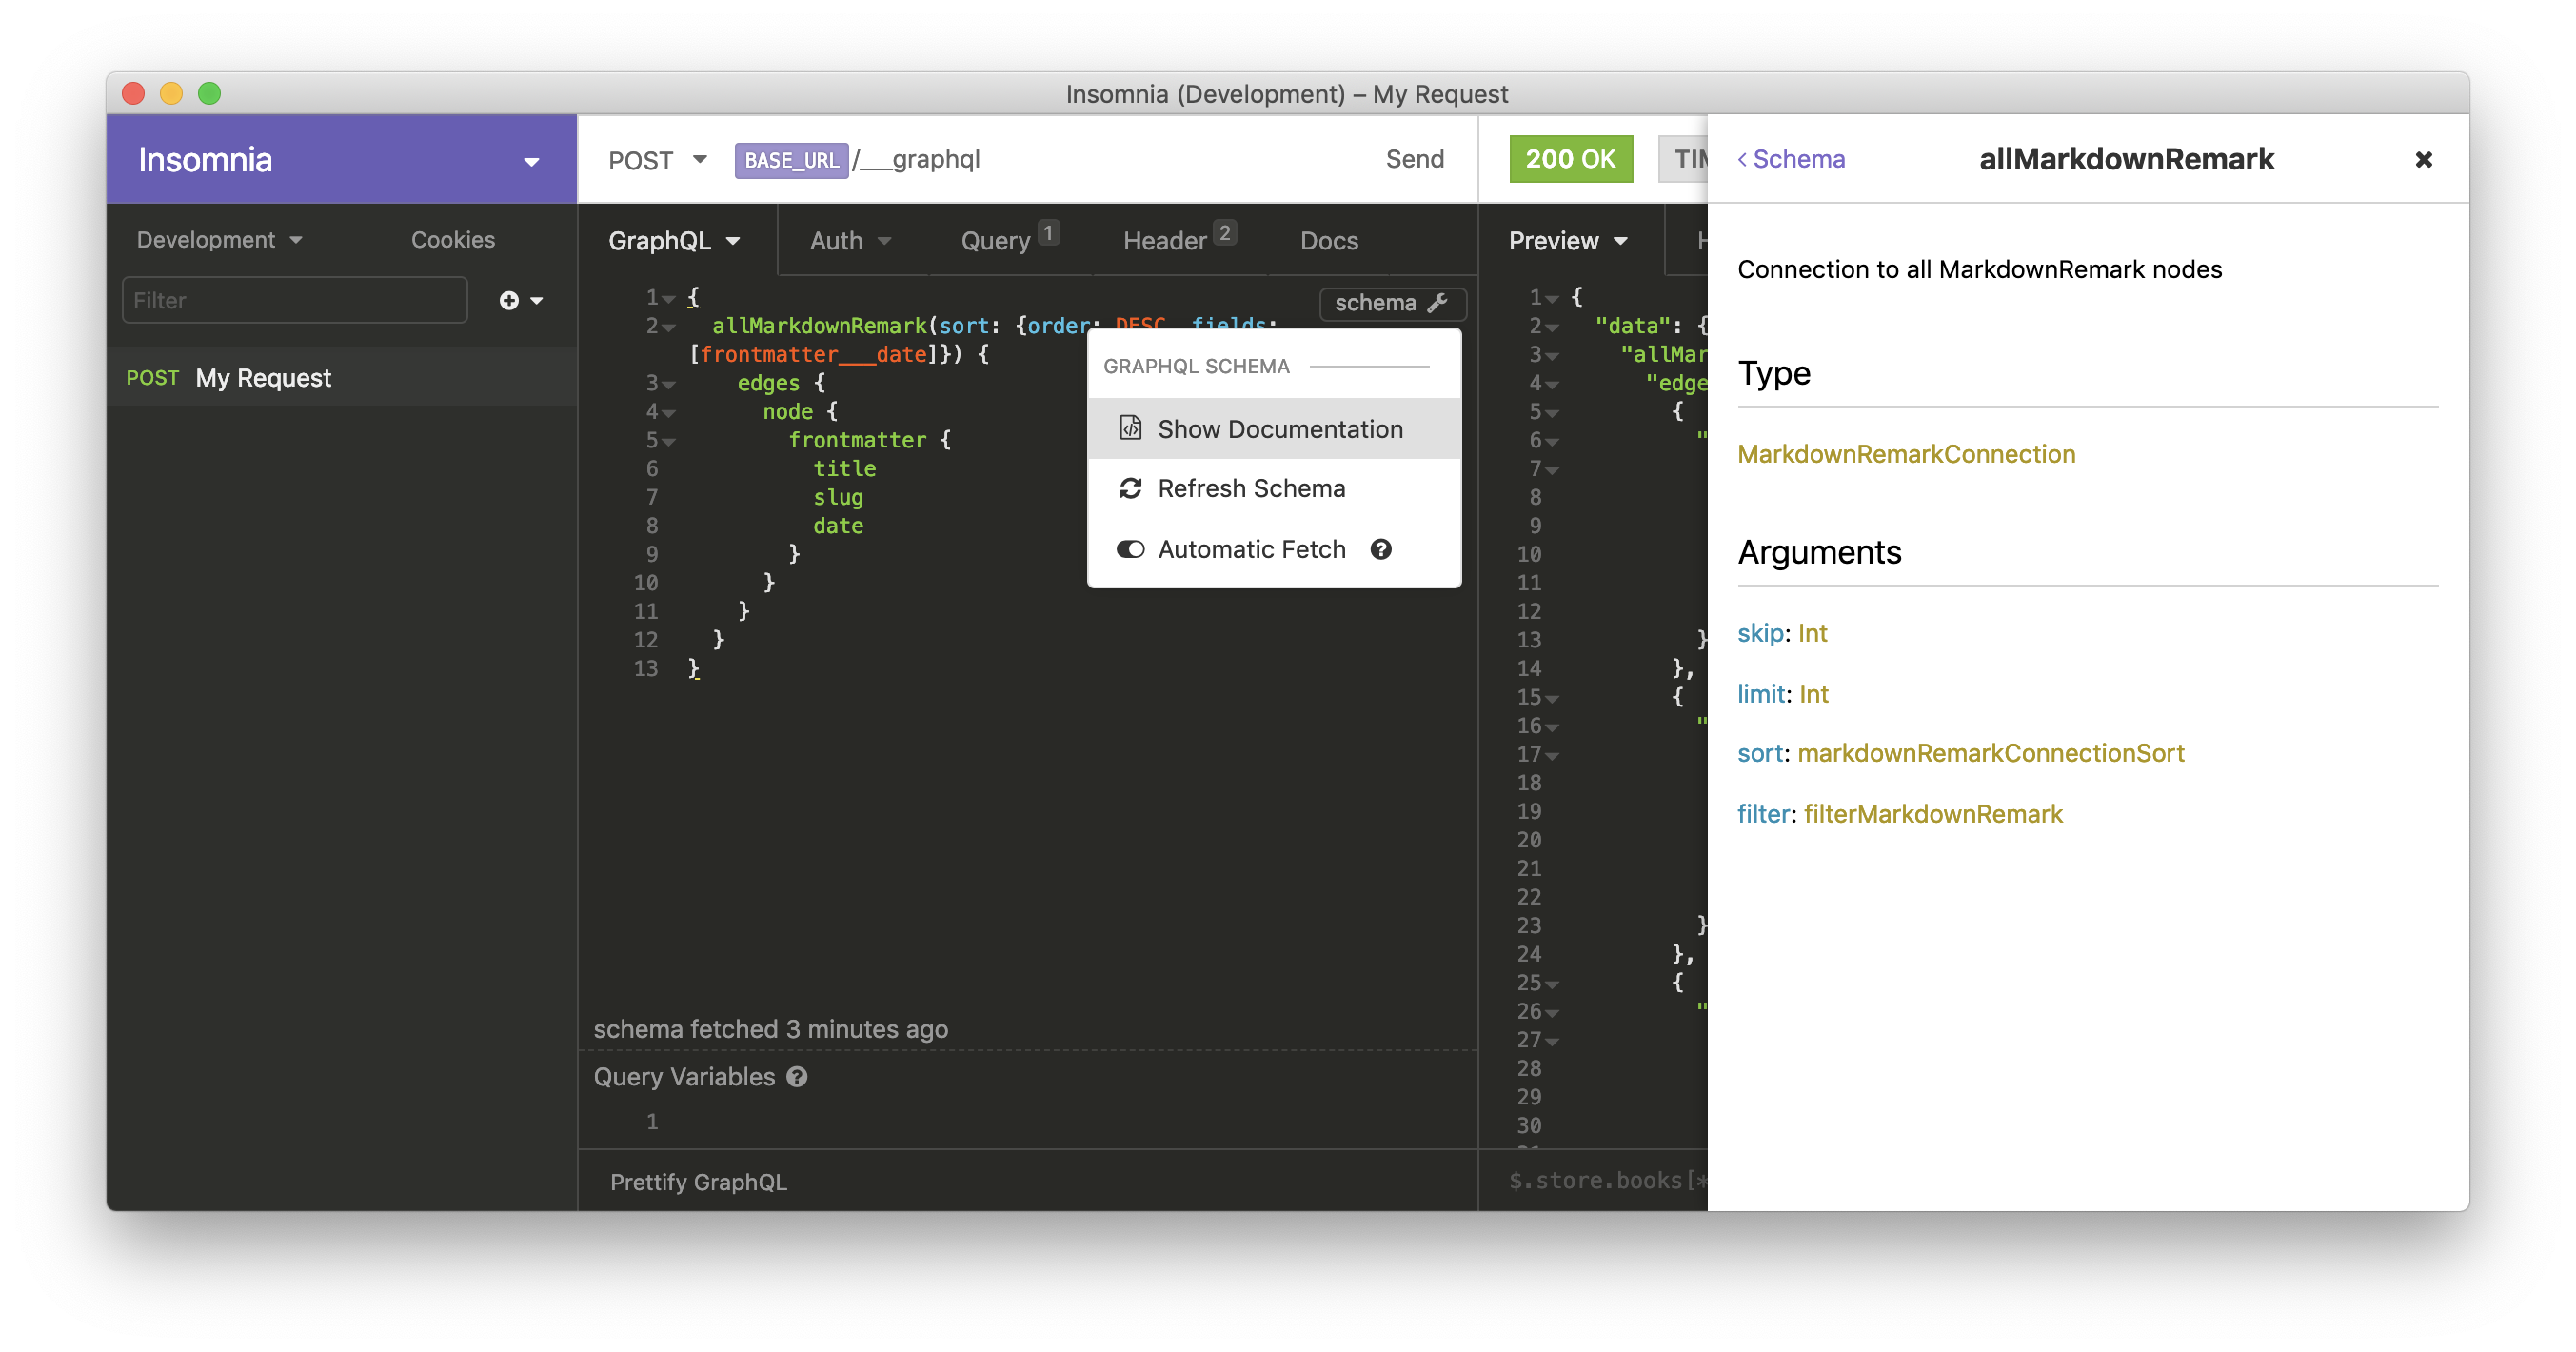 Insomnia (Development) – My Request
Insomnia
POST
BASE_URL/___graphql
Send
200 OK
Schema
allMarkdownRemark
Development
Cookies
Filter
POST My Request
GraphQL
Auth
Query 1
Header 2
Docs
schema
1 {
2 allMarkdownRemark(sort: {order: DESC, fields:
[frontmatter___date]}) {
3 edges {
4 node {
5 frontmatter {
6 title
7 slug
8 date
9 }
10 }
11 }
12 }
13 }
GRAPHQL SCHEMA
Show Documentation
Refresh Schema
Automatic Fetch
schema fetched 3 minutes ago
Query Variables
1
Prettify GraphQL
Preview
1 {
2 "data": {
3 "allMar
4 "edge
5 {
6 "
7
8
9
10
11
12
13 }
14 },
15 {
16 "
17
18
19
20
21
22
23 }
24 },
25 {
26 "
27
28
29
30
$.store.books[*
Connection to all MarkdownRemark nodes
Type
MarkdownRemarkConnection
Arguments
skip: Int
limit: Int
sort: markdownRemarkConnectionSort
filter: filterMarkdownRemark